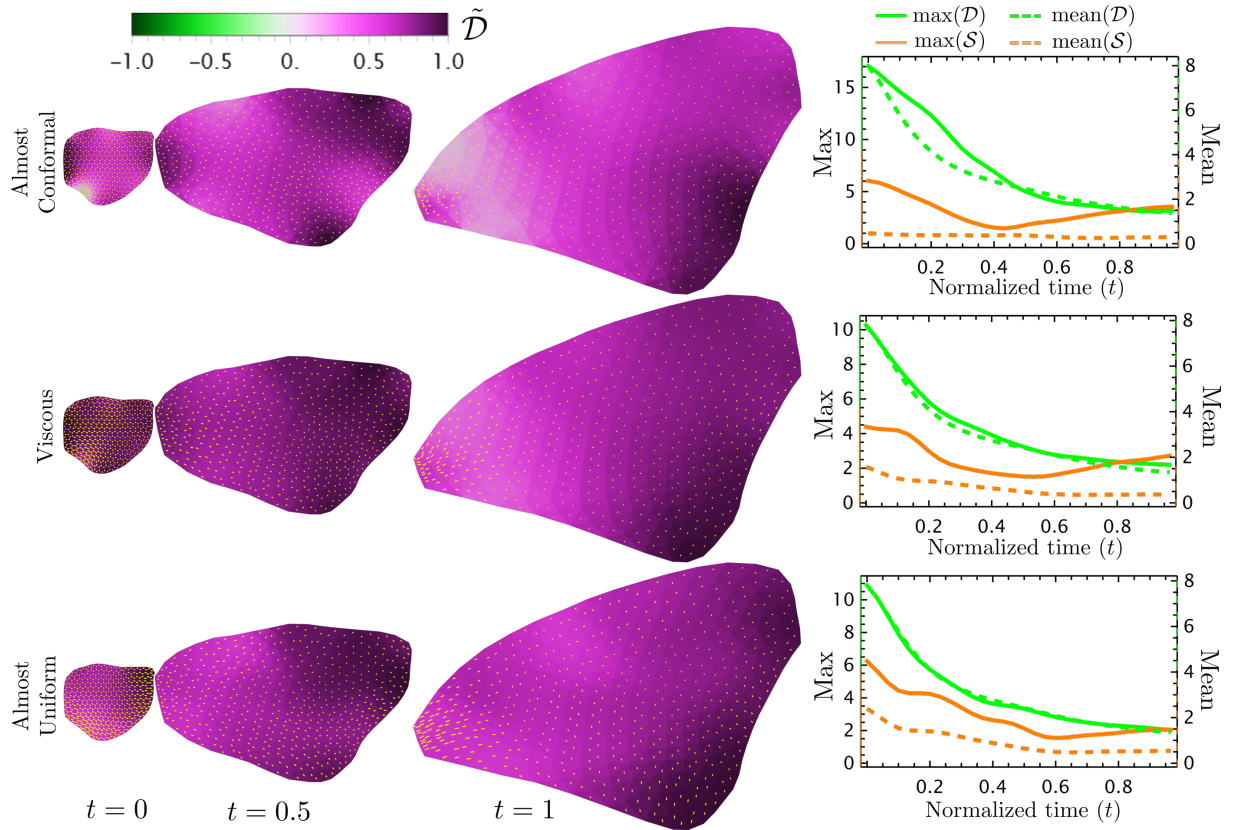 −1.0 −0.5 0. 0.5 1.0 𝒟̃
Almost
Conformal
Viscous
Almost
Uniform
t = 0
t = 0.5
t = 1
max(𝒟) mean(𝒟)
max(𝒮) mean(𝒮)
Max
15
10
5
0
Mean
8
6
4
2
0
0.2 0.4 0.6 0.8
Normalized time (t)
Max
10
8
6
4
2
0
Mean
8
6
4
2
0
0.2 0.4 0.6 0.8
Normalized time (t)
Max
10
8
6
4
2
0
Mean
8
6
4
2
0
0.2 0.4 0.6 0.8
Normalized time (t)